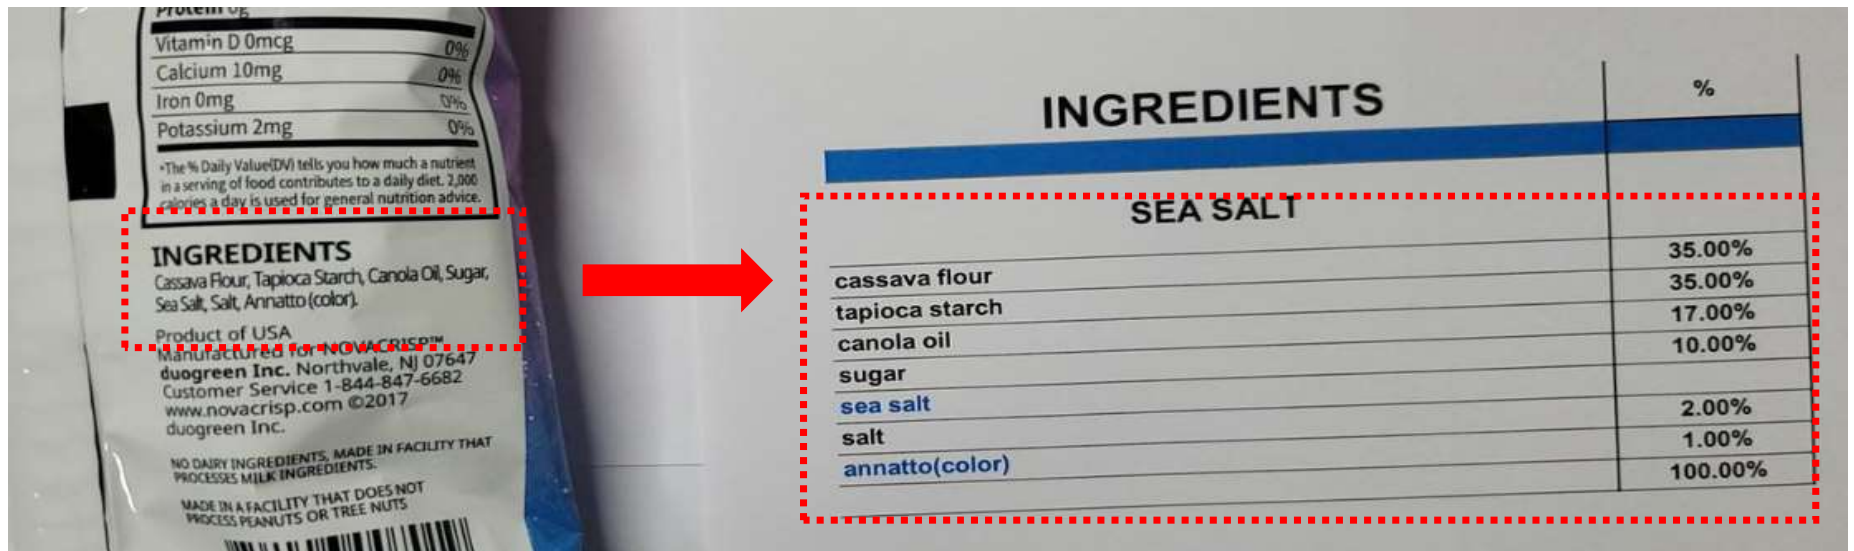 Protein 0g
Vitamin D 0mcg 0%
Calcium 10mg 0%
Iron 0mg 0%
Potassium 2mg 0%
*The % Daily Value(DV) tells you how much a nutrient
in a serving of food contributes to a daily diet. 2,000
calories a day is used for general nutrition advice.
INGREDIENTS
Cassava Flour, Tapioca Starch, Canola Oil, Sugar,
Sea Salt, Salt, Annatto (color).
Product of USA
Manufactured for NOVACRISP™
duogreen Inc. Northvale, NJ 07647
Customer Service 1-844-847-6682
www.novacrisp.com ©2017
duogreen Inc.
NO DAIRY INGREDIENTS, MADE IN FACILITY THAT
PROCESSES MILK INGREDIENTS.
MADE IN A FACILITY THAT DOES NOT
PROCESS PEANUTS OR TREE NUTS
INGREDIENTS %
SEA SALT
cassava flour 35.00%
tapioca starch 35.00%
canola oil 17.00%
sugar 10.00%
sea salt
salt 2.00%
annatto(color) 1.00%
100.00%